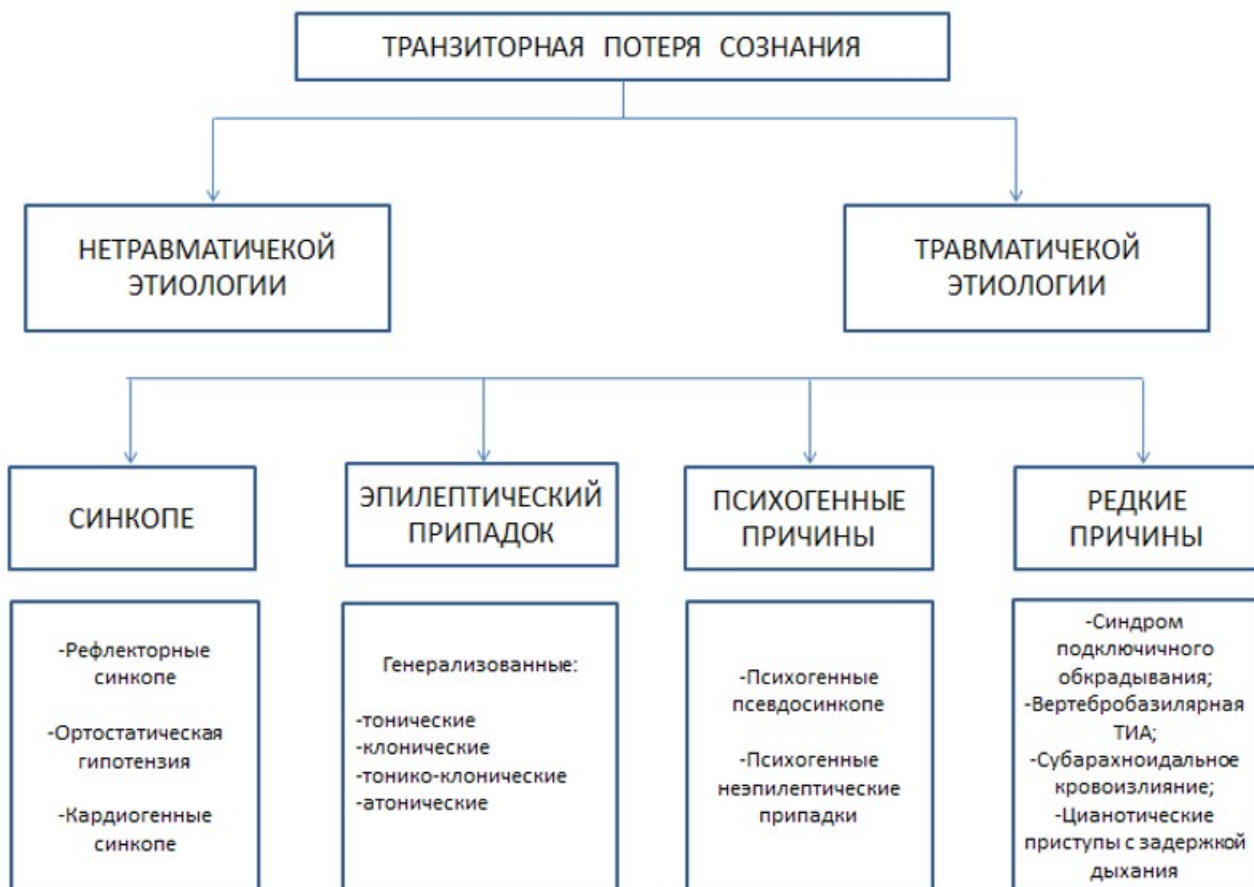 ТРАНЗИТОРНАЯ ПОТЕРЯ СОЗНАНИЯ
НЕТРАВМАТИЧЕКОЙ
ЭТИОЛОГИИ
ТРАВМАТИЧЕКОЙ
ЭТИОЛОГИИ
СИНКОПЕ
ЭПИЛЕПТИЧЕСКИЙ
ПРИПАДОК
ПСИХОГЕННЫЕ
ПРИЧИНЫ
РЕДКИЕ
ПРИЧИНЫ
-Рефлекторные
синкопе
-Ортостатическая
гипотензия
-Кардиогенные
синкопе
Генерализованные:
-тонические
-клонические
-тонико-клонические
-атонические
-Психогенные
псевдосинкопе
-Психогенные
неэпилептические
припадки
-Синдром
подключичного
обкрадывания;
-Вертебробазилярная
ТИА;
-Субарахноидальное
кровоизлияние;
-Цианотические
приступы с задержкой
дыхания